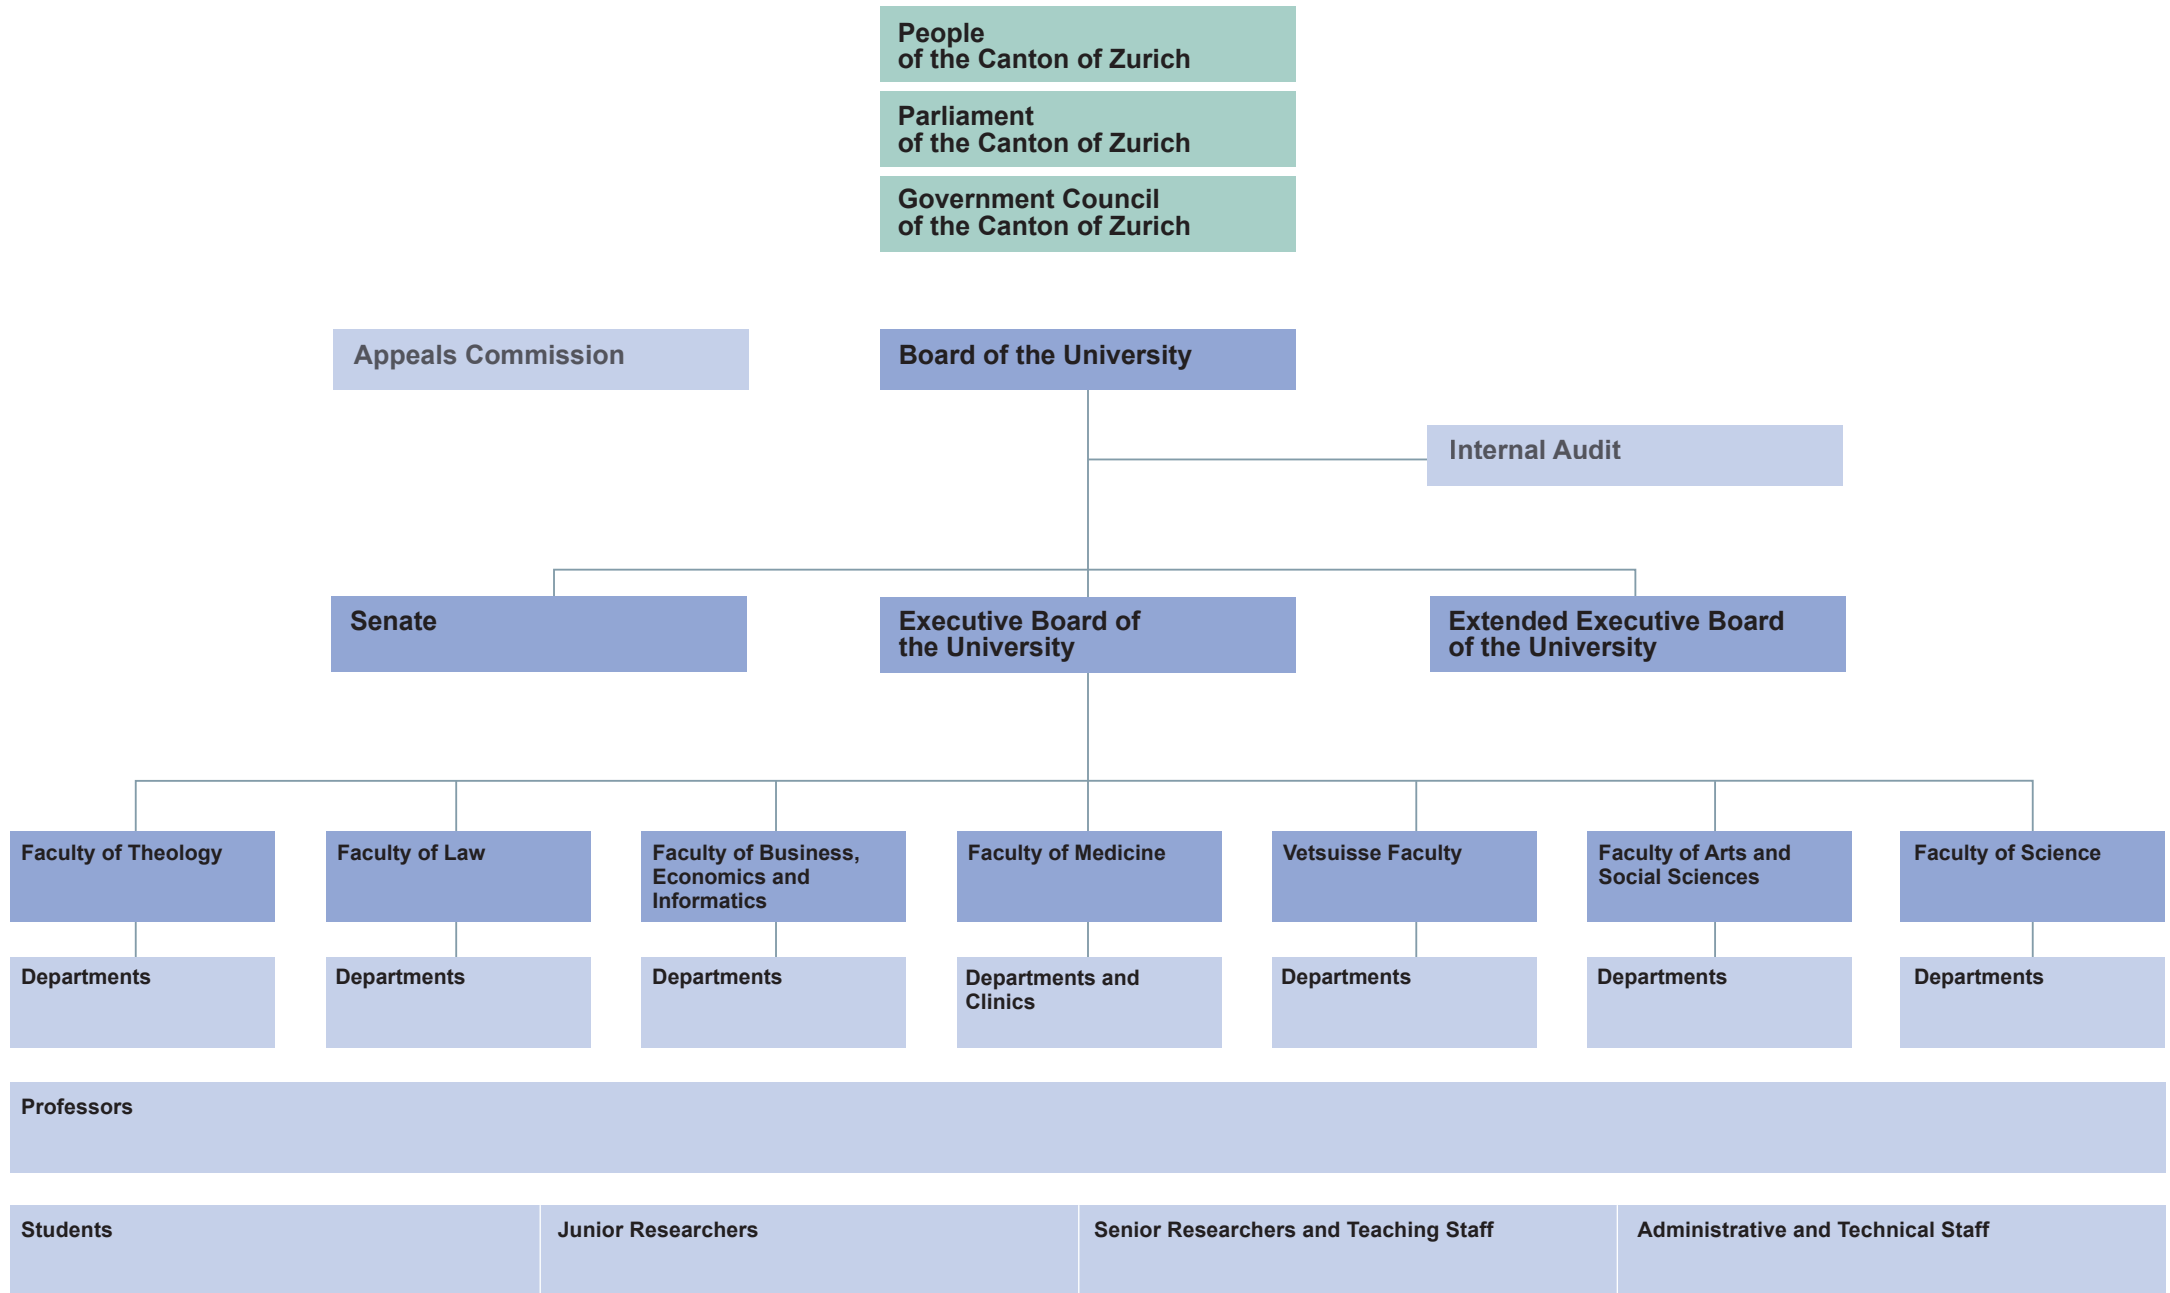 People
of the Canton of Zurich
Parliament
of the Canton of Zurich
Government Council
of the Canton of Zurich
Appeals Commission
Board of the University
Internal Audit
Senate
Executive Board of
the University
Extended Executive Board
of the University
Faculty of Theology
Faculty of Law
Faculty of Business,
Economics and
Informatics
Faculty of Medicine
Vetsuisse Faculty
Faculty of Arts and
Social Sciences
Faculty of Science
Departments
Departments
Departments
Departments and
Clinics
Departments
Departments
Departments
Professors
Students
Junior Researchers
Senior Researchers and Teaching Staff
Administrative and Technical Staff